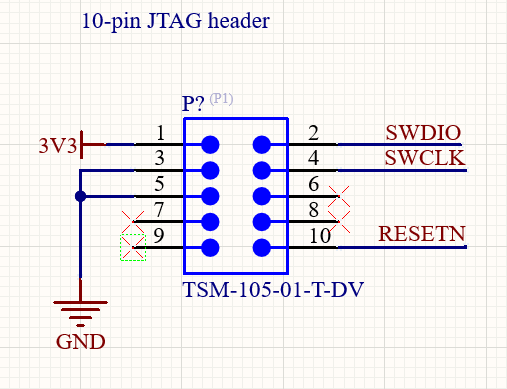 10-pin JTAG header
P? (P1)
3V3 1 2 SWDIO
3 4 SWCLK
5 6
7 8
9 10 RESETN
TSM-105-01-T-DV
GND